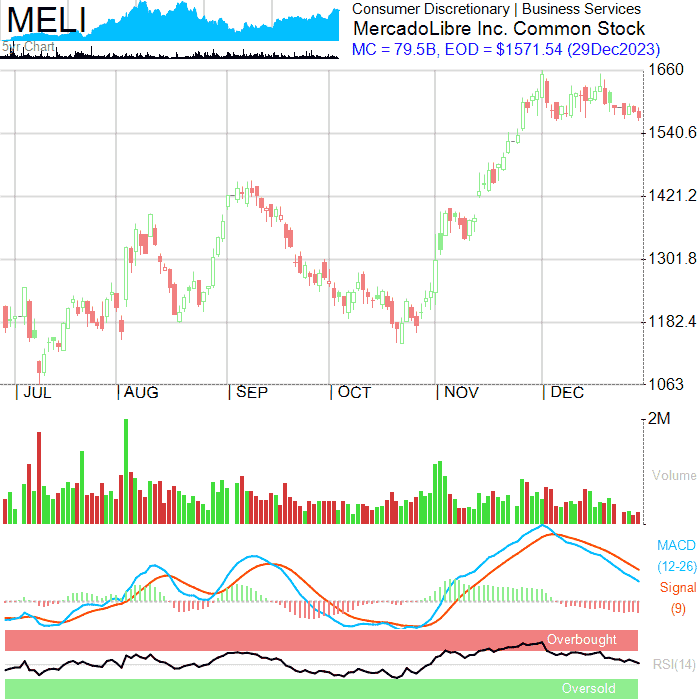 MELI
5yr Chart
Consumer Discretionary | Business Services
MercadoLibre Inc. Common Stock
MC = 79.5B, EOD = $1571.54 (29Dec2023)
1660
1540.6
1421.2
1301.8
1182.4
1063
| JUL | AUG | SEP | OCT | NOV | DEC
2M
Volume
MACD
(12-26)
Signal
(9)
Overbought
RSI(14)
Oversold